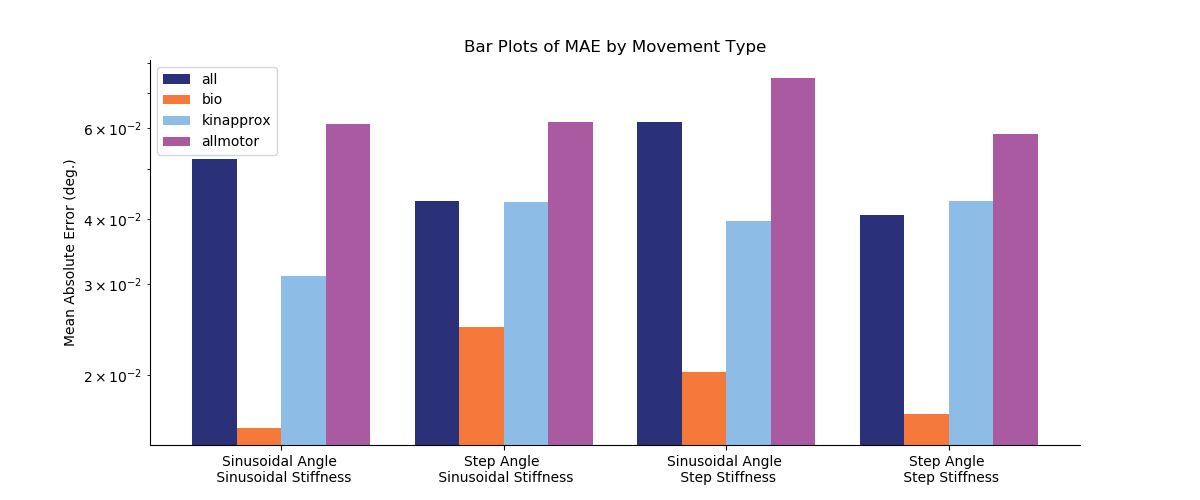 Bar Plots of MAE by Movement Type
all
bio
kinapprox
allmotor
Mean Absolute Error (deg.)
6 × 10⁻²
4 × 10⁻²
3 × 10⁻²
2 × 10⁻²
Sinusoidal Angle
Sinusoidal Stiffness
Step Angle
Sinusoidal Stiffness
Sinusoidal Angle
Step Stiffness
Step Angle
Step Stiffness